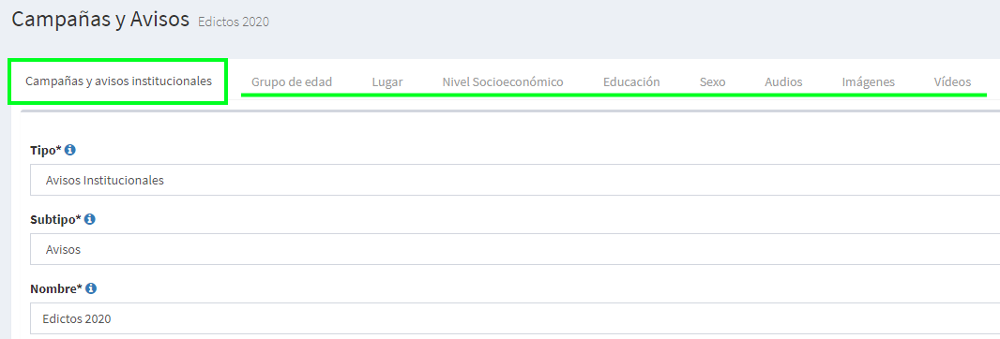 Campañas y Avisos Edictos 2020
Campañas y avisos institucionales Grupo de edad Lugar Nivel Socioeconómico Educación Sexo Audios Imágenes Vídeos
Tipo*
Avisos Institucionales
Subtipo*
Avisos
Nombre*
Edictos 2020